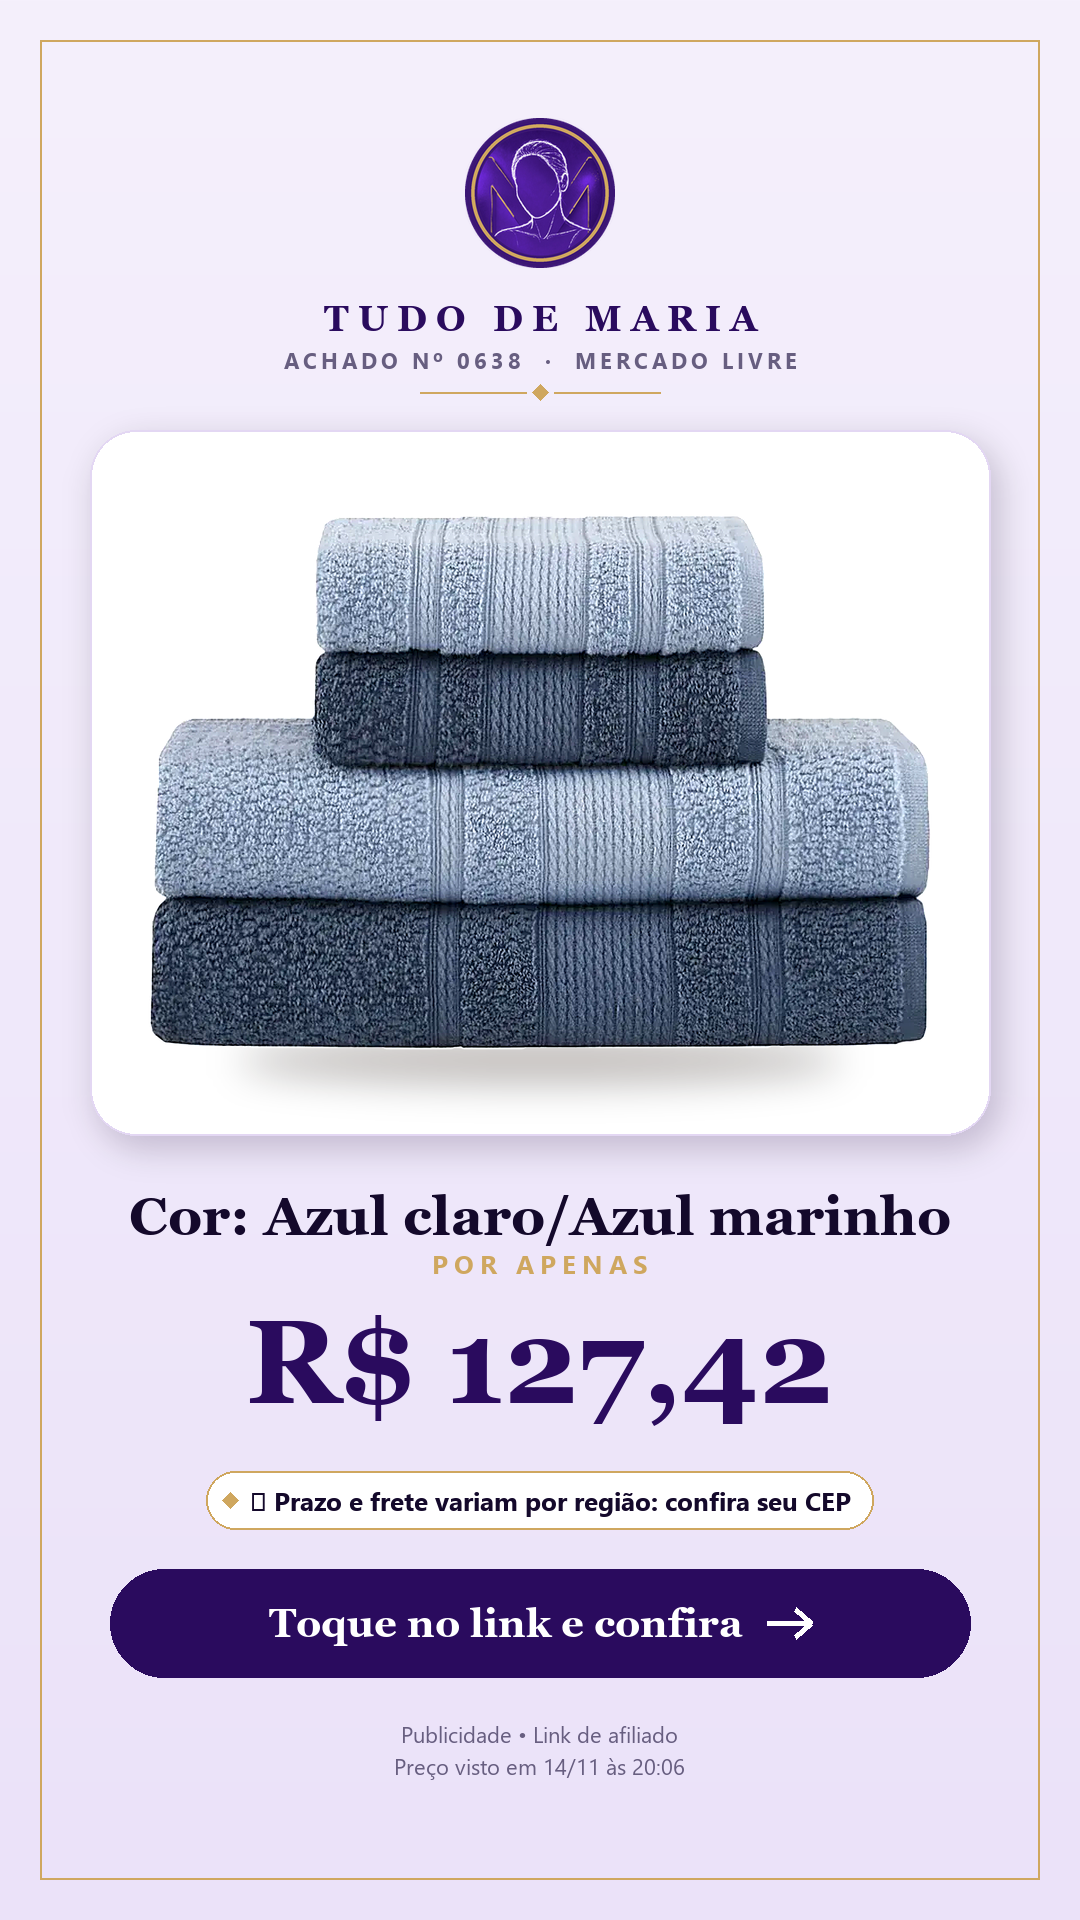 TUDO DE MARIA
ACHADO Nº 0638 · MERCADO LIVRE
Cor: Azul claro/Azul marinho
POR APENAS
R$ 127,42
Prazo e frete variam por região: confira seu CEP
Toque no link e confira →
Publicidade • Link de afiliado
Preço visto em 14/11 às 20:06